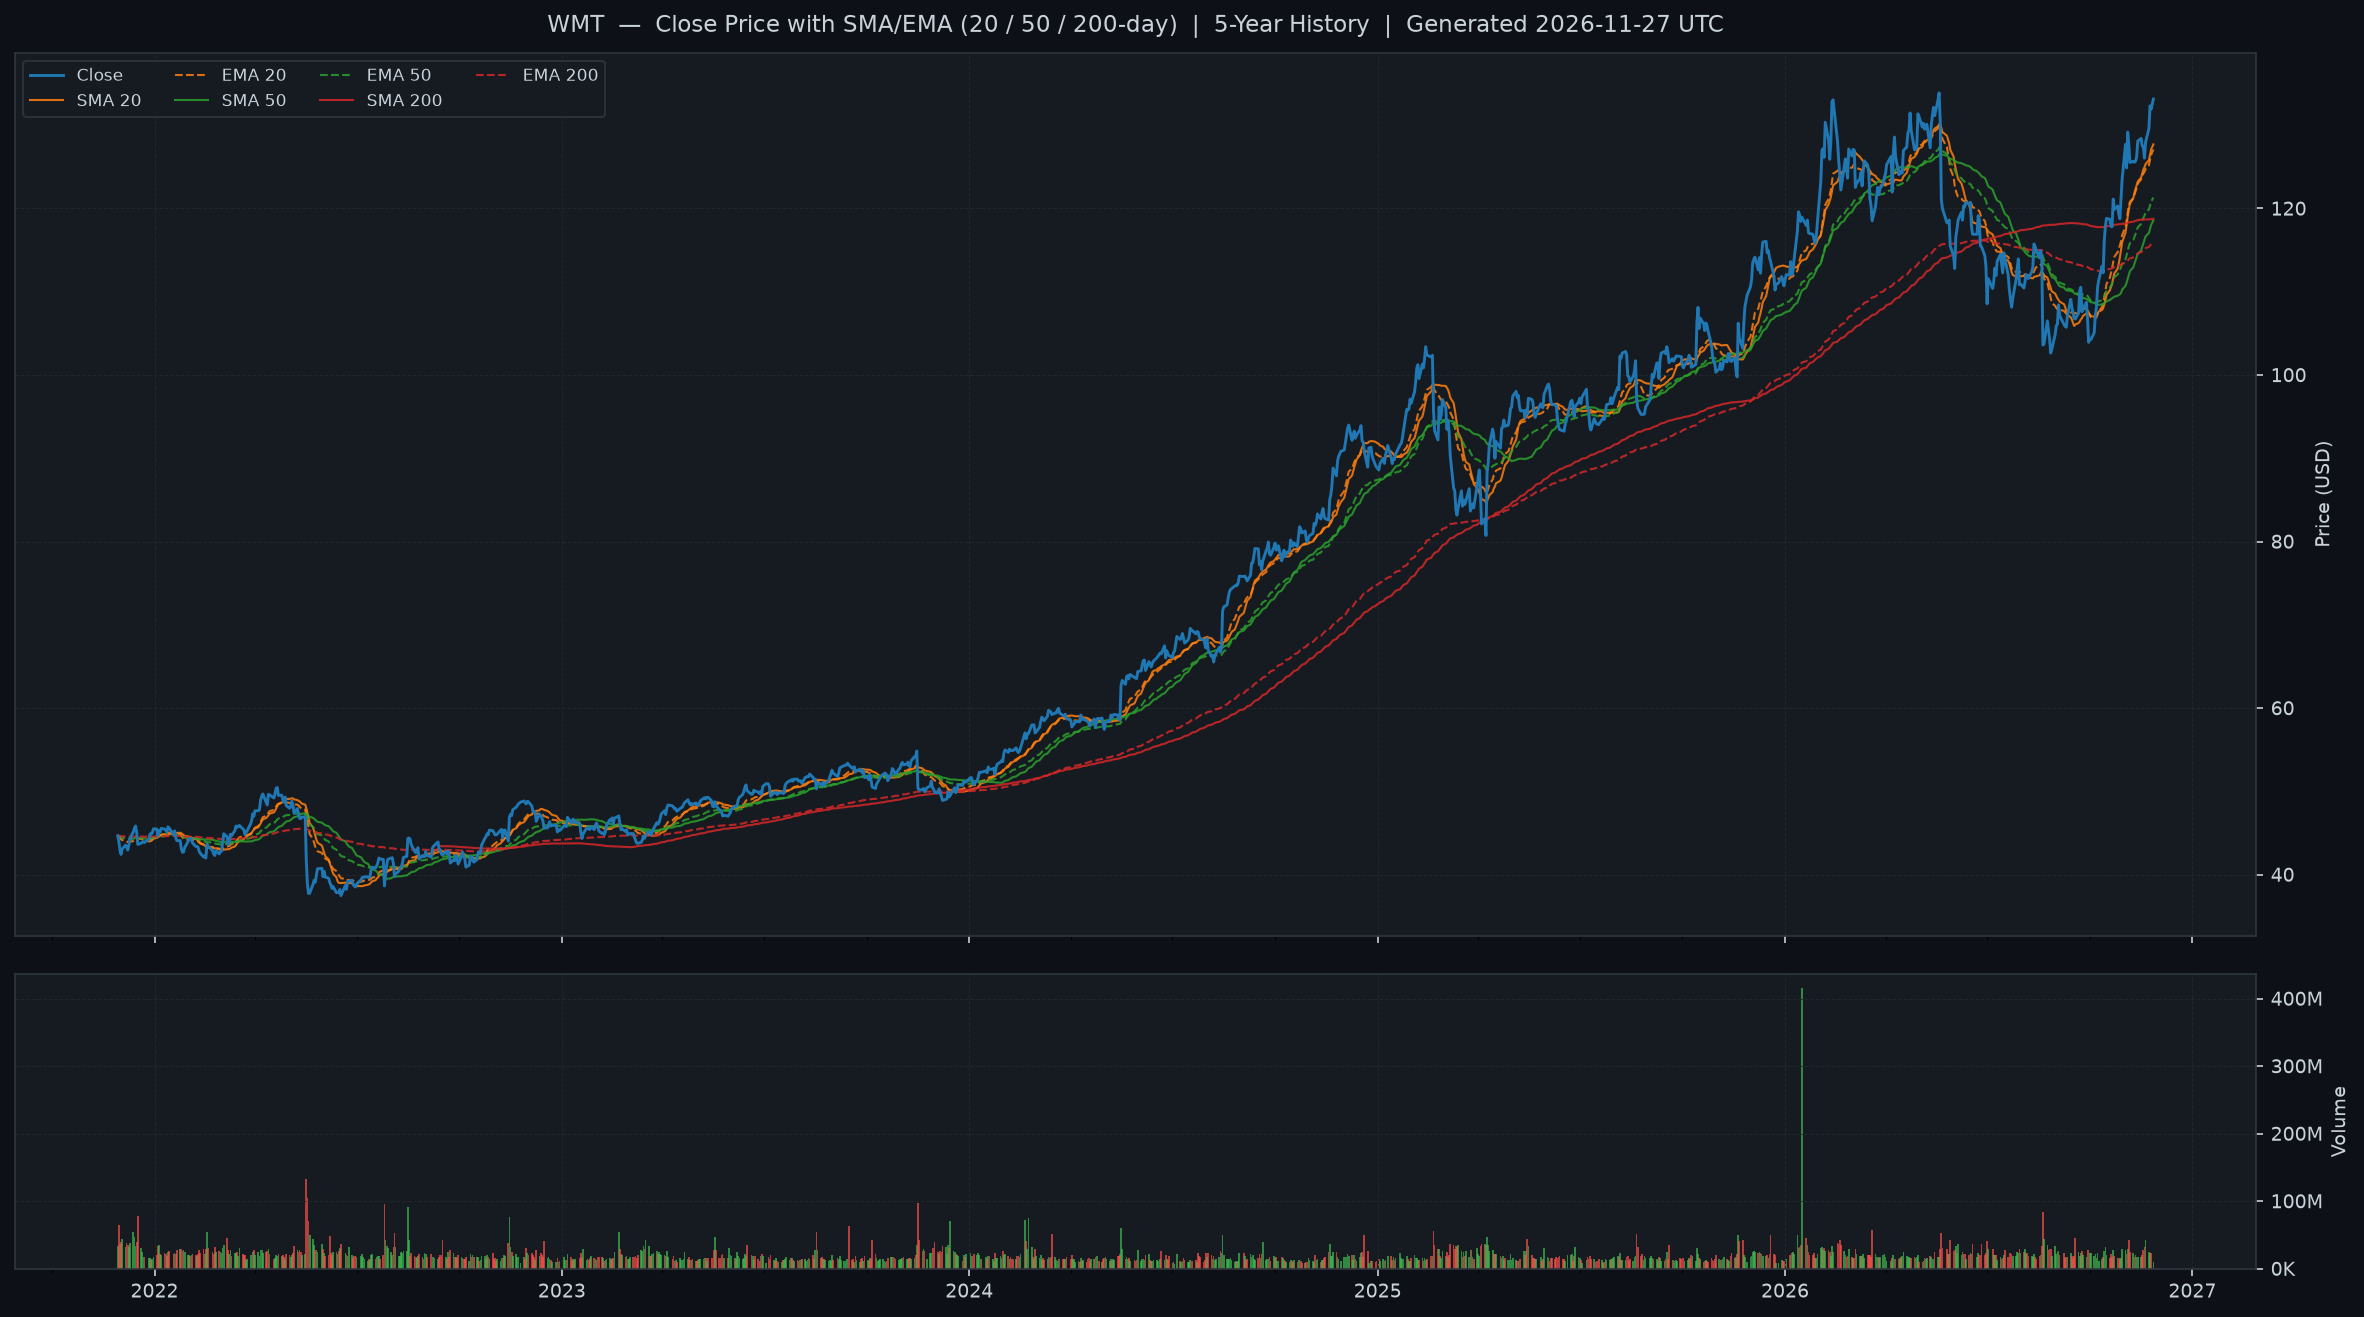 WMT — Close Price with SMA/EMA (20 / 50 / 200-day) | 5-Year History | Generated 2026-11-27 UTC
Close EMA 20 EMA 50 EMA 200
SMA 20 SMA 50 SMA 200
120
100
80
60
40
Price (USD)
400M
300M
200M
100M
0K
Volume
2022 2023 2024 2025 2026 2027